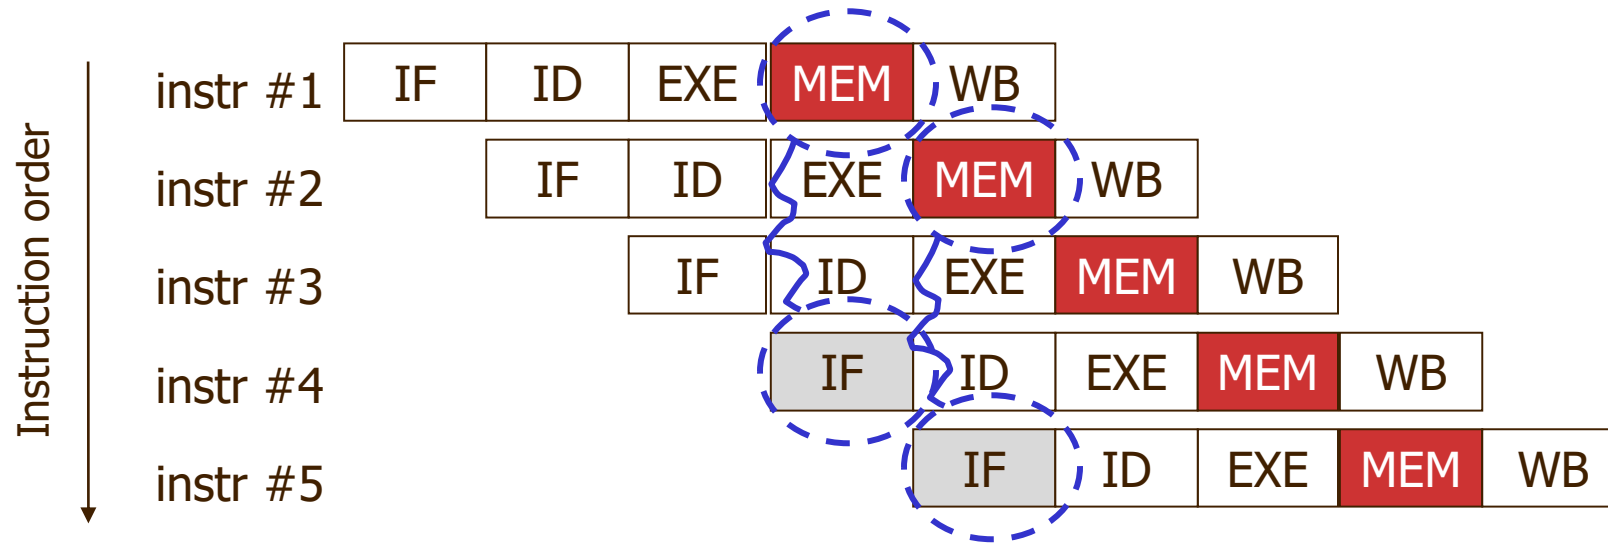 Instruction order
instr #1 IF ID EXE MEM WB
instr #2 IF ID EXE MEM WB
instr #3 IF ID EXE MEM WB
instr #4 IF ID EXE MEM WB
instr #5 IF ID EXE MEM WB